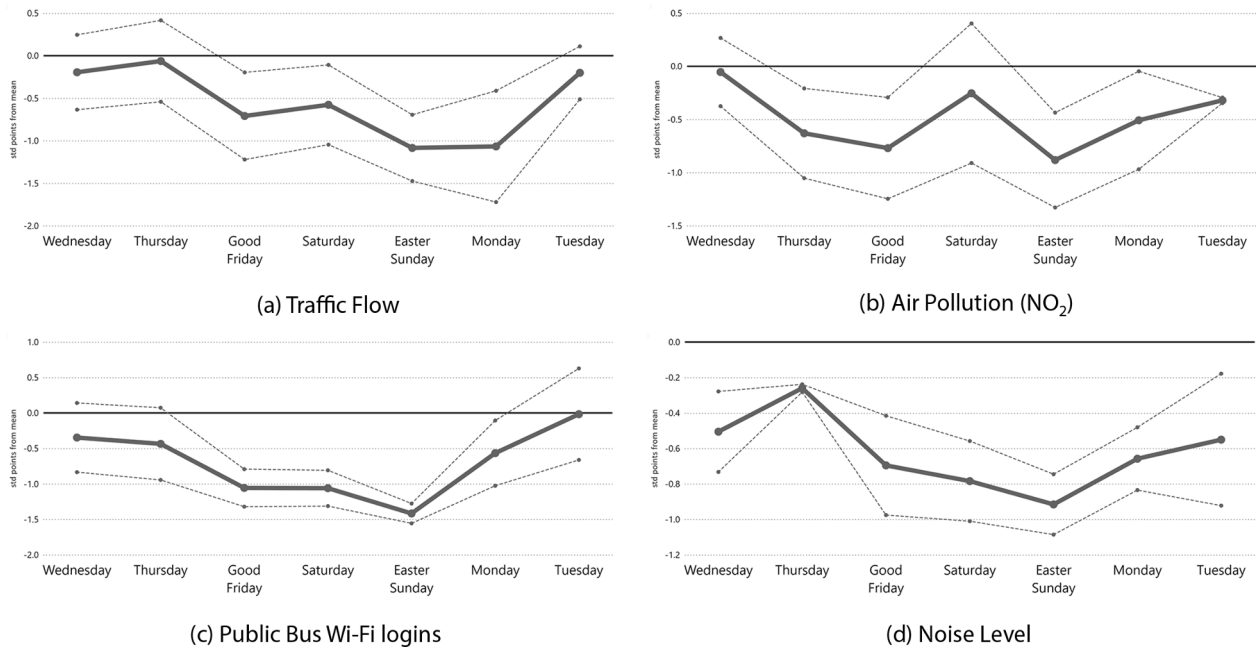 0.5
0.0
-0.5
-1.0
-1.5
-2.0
std points from mean
Wednesday Thursday Good Friday Saturday Easter Sunday Monday Tuesday
(a) Traffic Flow
0.5
0.0
-0.5
-1.0
-1.5
std points from mean
Wednesday Thursday Good Friday Saturday Easter Sunday Monday Tuesday
(b) Air Pollution (NO₂)
1.0
0.5
0.0
-0.5
-1.0
-1.5
-2.0
std points from mean
Wednesday Thursday Good Friday Saturday Easter Sunday Monday Tuesday
(c) Public Bus Wi-Fi logins
0.0
-0.2
-0.4
-0.6
-0.8
-1.0
-1.2
std points from mean
Wednesday Thursday Good Friday Saturday Easter Sunday Monday Tuesday
(d) Noise Level